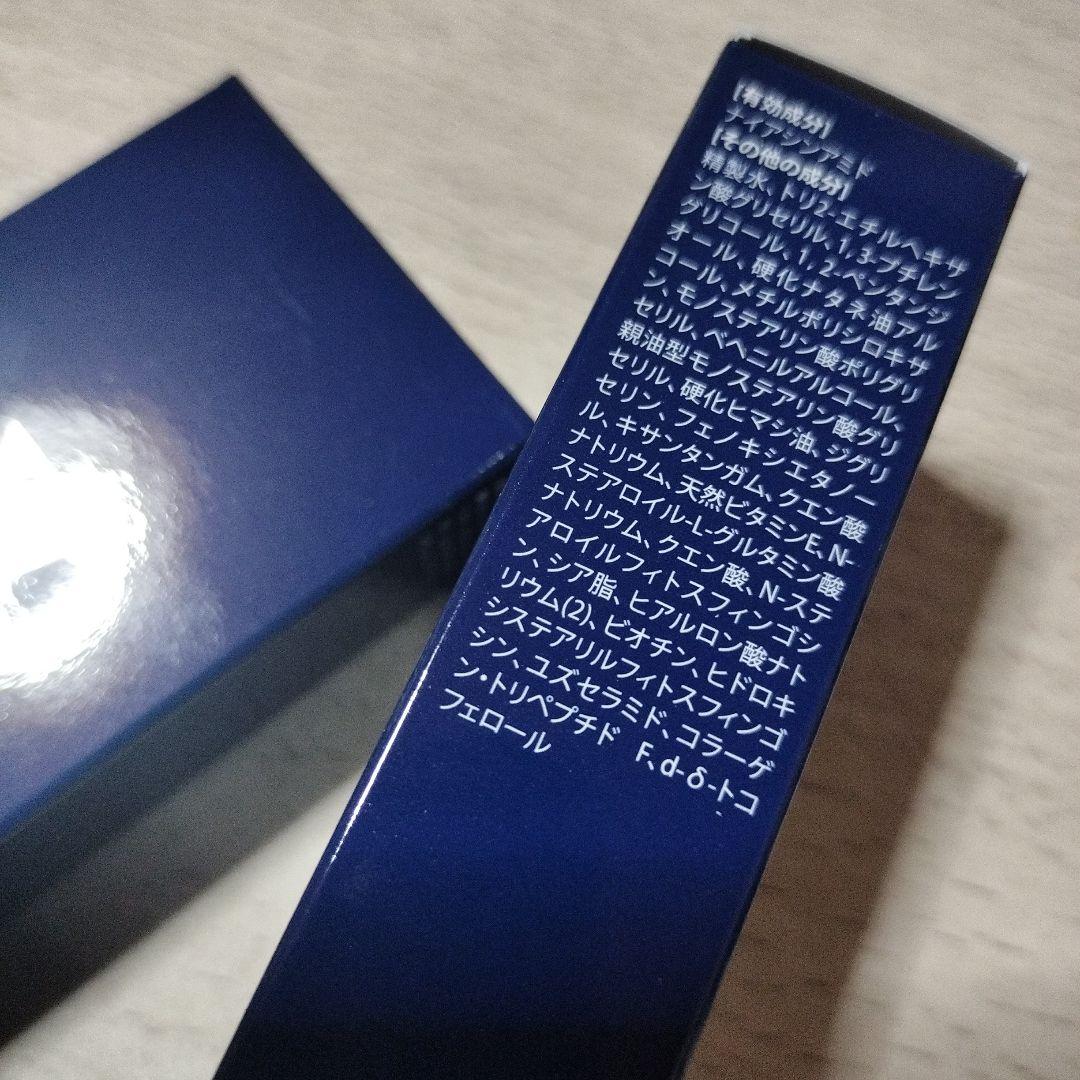 [有効成分]
ナイアシンアミド
[その他の成分]
精製水、トリ2-エチルヘキサ
ン酸グリセリル、1,3-ブチレン
グリコール、1,2-ペンタンジ
オール、硬化ナタネ油アル
コール、メチルポリシロキサ
ン、モノステアリン酸ポリグリ
セリル、ベヘニルアルコール、
親油型モノステアリン酸グリ
セリル、硬化ヒマシ油、ジグリ
セリン、フェノキシエタノー
ル、キサンタンガム、クエン酸
ナトリウム、天然ビタミンE、N-
ステアロイル-L-グルタミン酸
ナトリウム、クエン酸、N-ステ
アロイルフィトスフィンゴシ
ン、シア脂、ヒアルロン酸ナト
リウム(2)、ビオチン、ヒドロキ
システアリルフィトスフィンゴ
シン、ユズセラミド、コラーゲ
ン・トリペプチド F、d-δ-トコ
フェロール